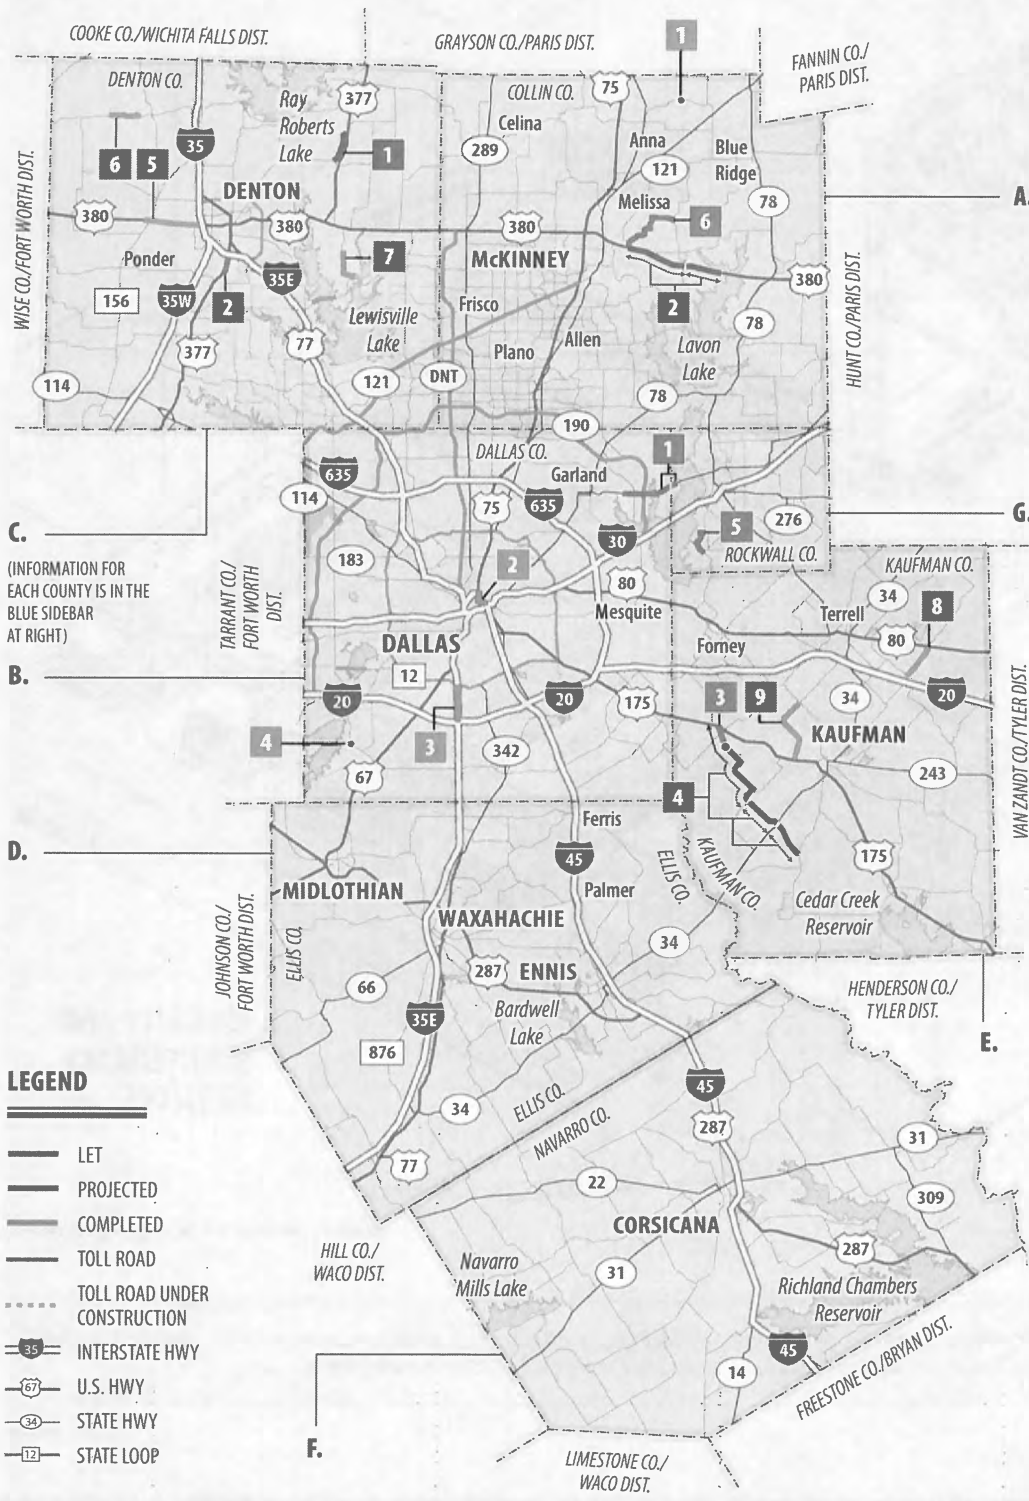 COOKE CO./WICHITA FALLS DIST.
GRAYSON CO./PARIS DIST.
1
FANNIN CO./
PARIS DIST.
DENTON CO.
COLLIN CO.
75
377
Ray
Roberts
Lake
Celina
Anna
Blue
Ridge
289
121
35
6
5
1
DENTON
Melissa
78
A.
380
380
380
6
McKINNEY
WISE CO./FORT WORTH DIST.
Ponder
7
35E
380
156
35W
2
2
HUNT CO./PARIS DIST.
Frisco
Lewisville
Lake
77
78
377
Plano
Allen
Lavon
Lake
114
121
DNT
78
190
DALLAS CO.
1
Garland
635
114
75
635
276
G.
C.
5
30
ROCKWALL CO.
(INFORMATION FOR
EACH COUNTY IS IN THE
BLUE SIDEBAR
AT RIGHT)
183
2
80
KAUFMAN CO.
34
TARRANT CO./
FORT WORTH
DIST.
Mesquite
Terrell
8
DALLAS
Forney
80
B.
12
20
20
175
3
9
34
20
KAUFMAN
VAN ZANDT CO./TYLER DIST.
4
3
342
67
243
4
Ferris
D.
45
175
KAUFMAN CO.
ELLIS CO.
MIDLOTHIAN
Palmer
Cedar Creek
Reservoir
WAXAHACHIE
JOHNSON CO./
FORT WORTH DIST.
ELLIS CO.
34
287
ENNIS
66
HENDERSON CO./
TYLER DIST.
Bardwell
Lake
35E
E.
876
LEGEND
45
ELLIS CO.
NAVARRO CO.
34
287
31
LET
77
22
PROJECTED
309
COMPLETED
CORSICANA
TOLL ROAD
287
HILL CO./
WACO DIST.
Navarro
Mills Lake
31
Richland Chambers
Reservoir
TOLL ROAD UNDER
CONSTRUCTION
35
INTERSTATE HWY
45
67
U.S. HWY
14
FREESTONE CO./BRYAN DIST.
34
STATE HWY
F.
12
STATE LOOP
LIMESTONE CO./
WACO DIST.